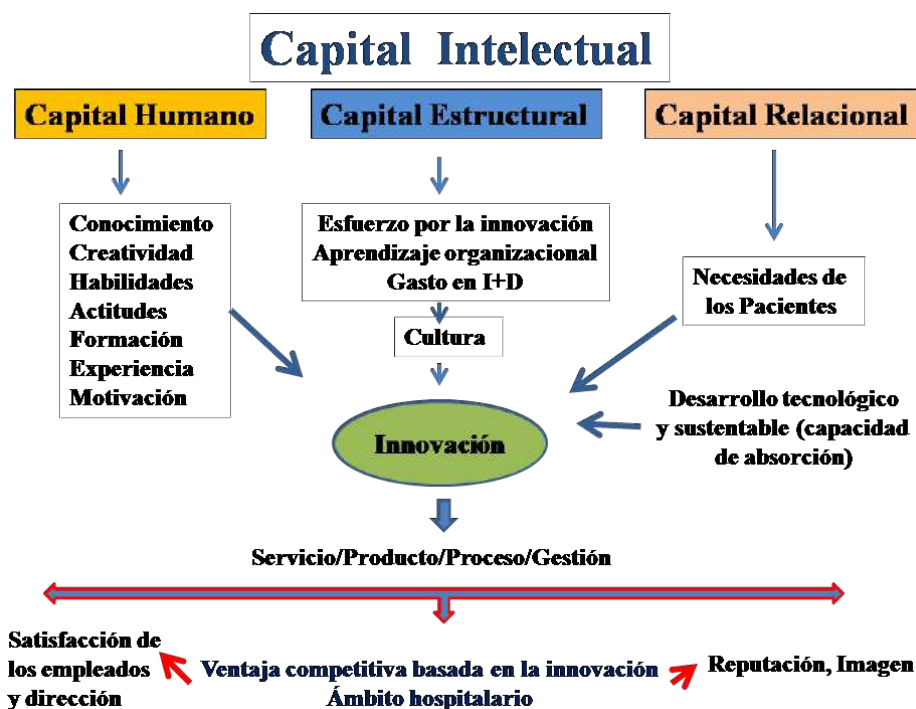 Capital Intelectual
Capital Humano
Capital Estructural
Capital Relacional
Conocimiento
Creatividad
Habilidades
Actitudes
Formación
Experiencia
Motivación
Esfuerzo por la innovación
Aprendizaje organizacional
Gasto en I+D
Cultura
Necesidades de
los Pacientes
Desarrollo tecnológico
y sustentable (capacidad
de absorción)
Innovación
Servicio/Producto/Proceso/Gestión
Satisfacción de
los empleados
y dirección
Ventaja competitiva basada en la innovación
Ámbito hospitalario
Reputación, Imagen